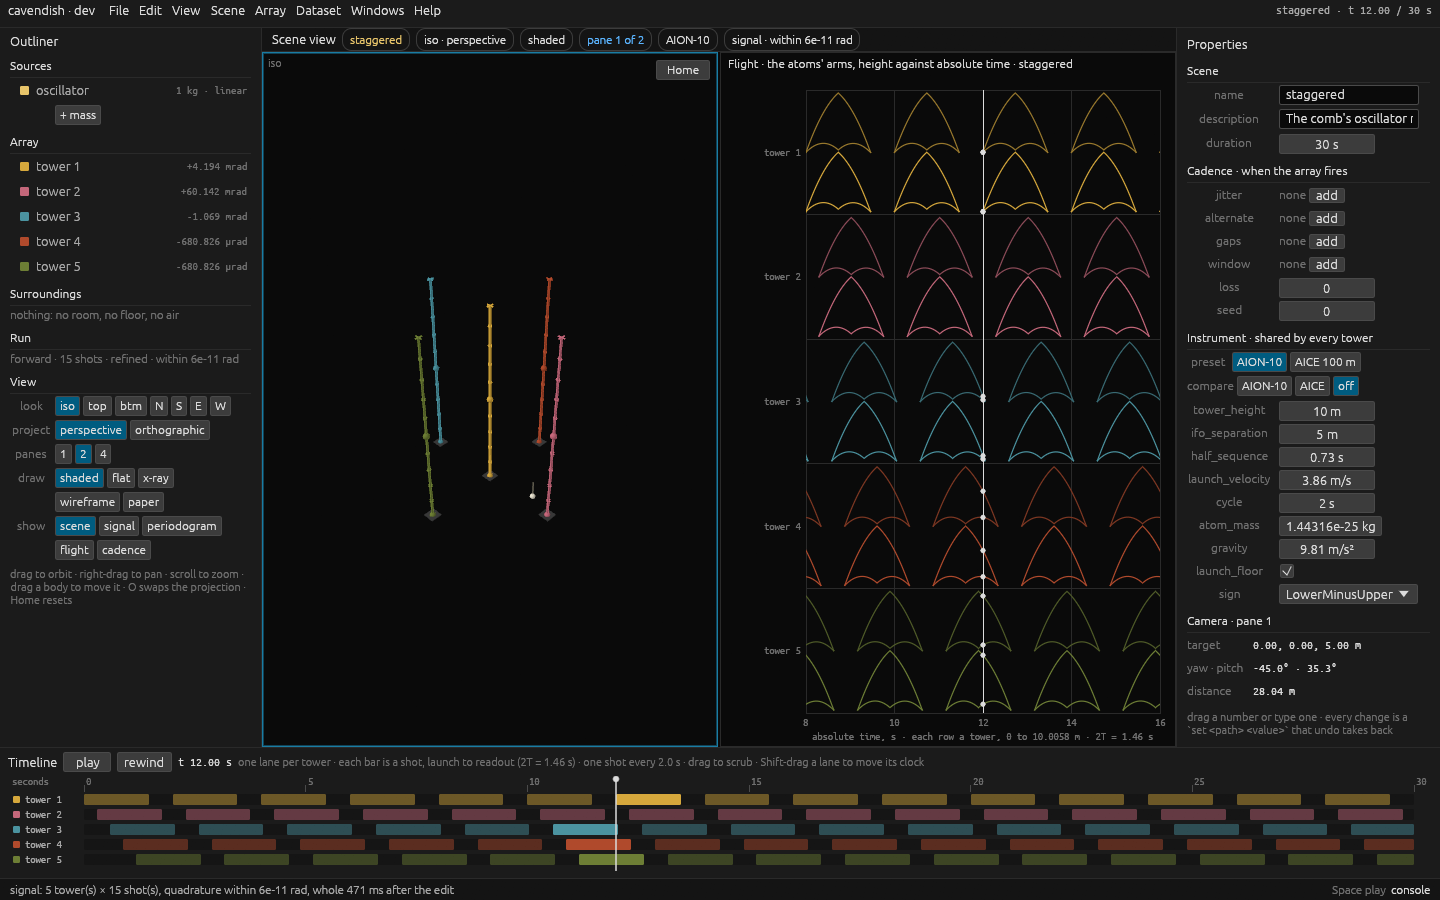 cavendish · dev File Edit View Scene Array Dataset Windows Help
staggered · t 12.00 / 30 s
Outliner
Sources
oscillator 1 kg · linear
+ mass
Array
tower 1 +4.194 mrad
tower 2 +60.142 mrad
tower 3 -1.069 mrad
tower 4 -680.826 µrad
tower 5 -680.826 µrad
Surroundings
nothing: no room, no floor, no air
Run
forward · 15 shots · refined · within 6e-11 rad
View
look iso top btm N S E W
project perspective orthographic
panes 1 2 4
draw shaded flat x-ray
wireframe paper
show scene signal periodogram
flight cadence
drag to orbit · right-drag to pan · scroll to zoom ·
drag a body to move it · O swaps the projection ·
Home resets
Scene view staggered iso · perspective shaded pane 1 of 2 AION-10 signal · within 6e-11 rad
iso
Home
Flight · the atoms' arms, height against absolute time · staggered
tower 1
tower 2
tower 3
tower 4
tower 5
8 10 12 14 16
absolute time, s · each row a tower, 0 to 10.0058 m · 2T = 1.46 s
Properties
Scene
name staggered
description The comb's oscillator r
duration 30 s
Cadence · when the array fires
jitter none add
alternate none add
gaps none add
window none add
loss 0
seed 0
Instrument · shared by every tower
preset AION-10 AICE 100 m
compare AION-10 AICE off
tower_height 10 m
ifo_separation 5 m
half_sequence 0.73 s
launch_velocity 3.86 m/s
cycle 2 s
atom_mass 1.44316e-25 kg
gravity 9.81 m/s²
launch_floor
sign LowerMinusUpper
Camera · pane 1
target 0.00, 0.00, 5.00 m
yaw · pitch -45.0° · 35.3°
distance 28.04 m
drag a number or type one · every change is a
`set <path> <value>` that undo takes back
Timeline play rewind t 12.00 s one lane per tower · each bar is a shot, launch to readout (2T = 1.46 s) · one shot every 2.0 s · drag to scrub · Shift-drag a lane to move its clock
seconds 0 5 10 15 20 25 30
tower 1
tower 2
tower 3
tower 4
tower 5
signal: 5 tower(s) × 15 shot(s), quadrature within 6e-11 rad, whole 471 ms after the edit
Space play console